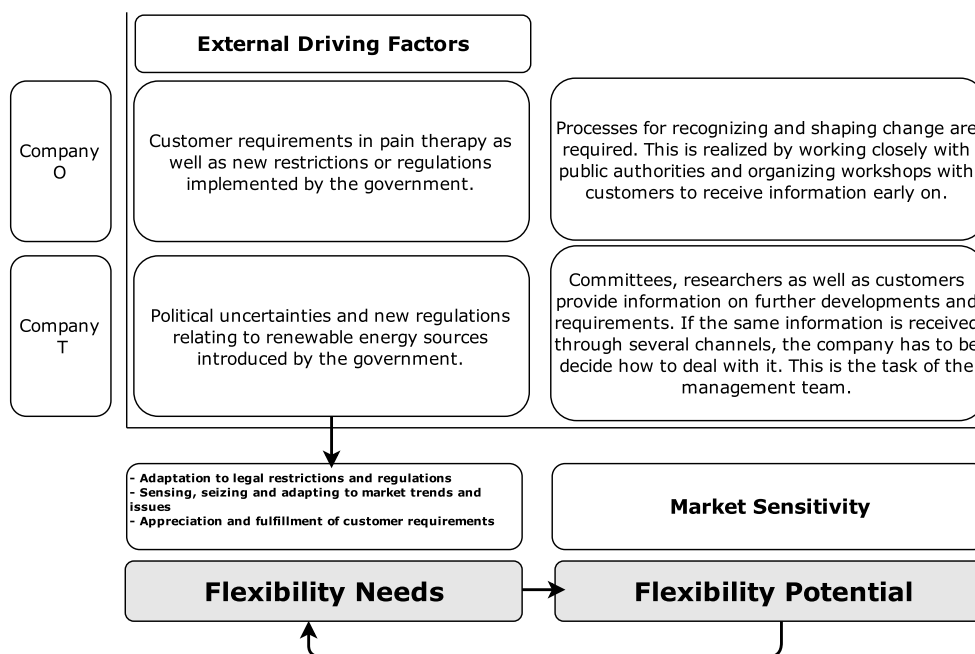 External Driving Factors
Company
O
Customer requirements in pain therapy as
well as new restrictions or regulations
implemented by the government.
Processes for recognizing and shaping change are
required. This is realized by working closely with
public authorities and organizing workshops with
customers to receive information early on.
Company
T
Political uncertainties and new regulations
relating to renewable energy sources
introduced by the government.
Committees, researchers as well as customers
provide information on further developments and
requirements. If the same information is received
through several channels, the company has to be
decide how to deal with it. This is the task of the
management team.
- Adaptation to legal restrictions and regulations
- Sensing, seizing and adapting to market trends and
issues
- Appreciation and fulfillment of customer requirements
Market Sensitivity
Flexibility Needs
Flexibility Potential